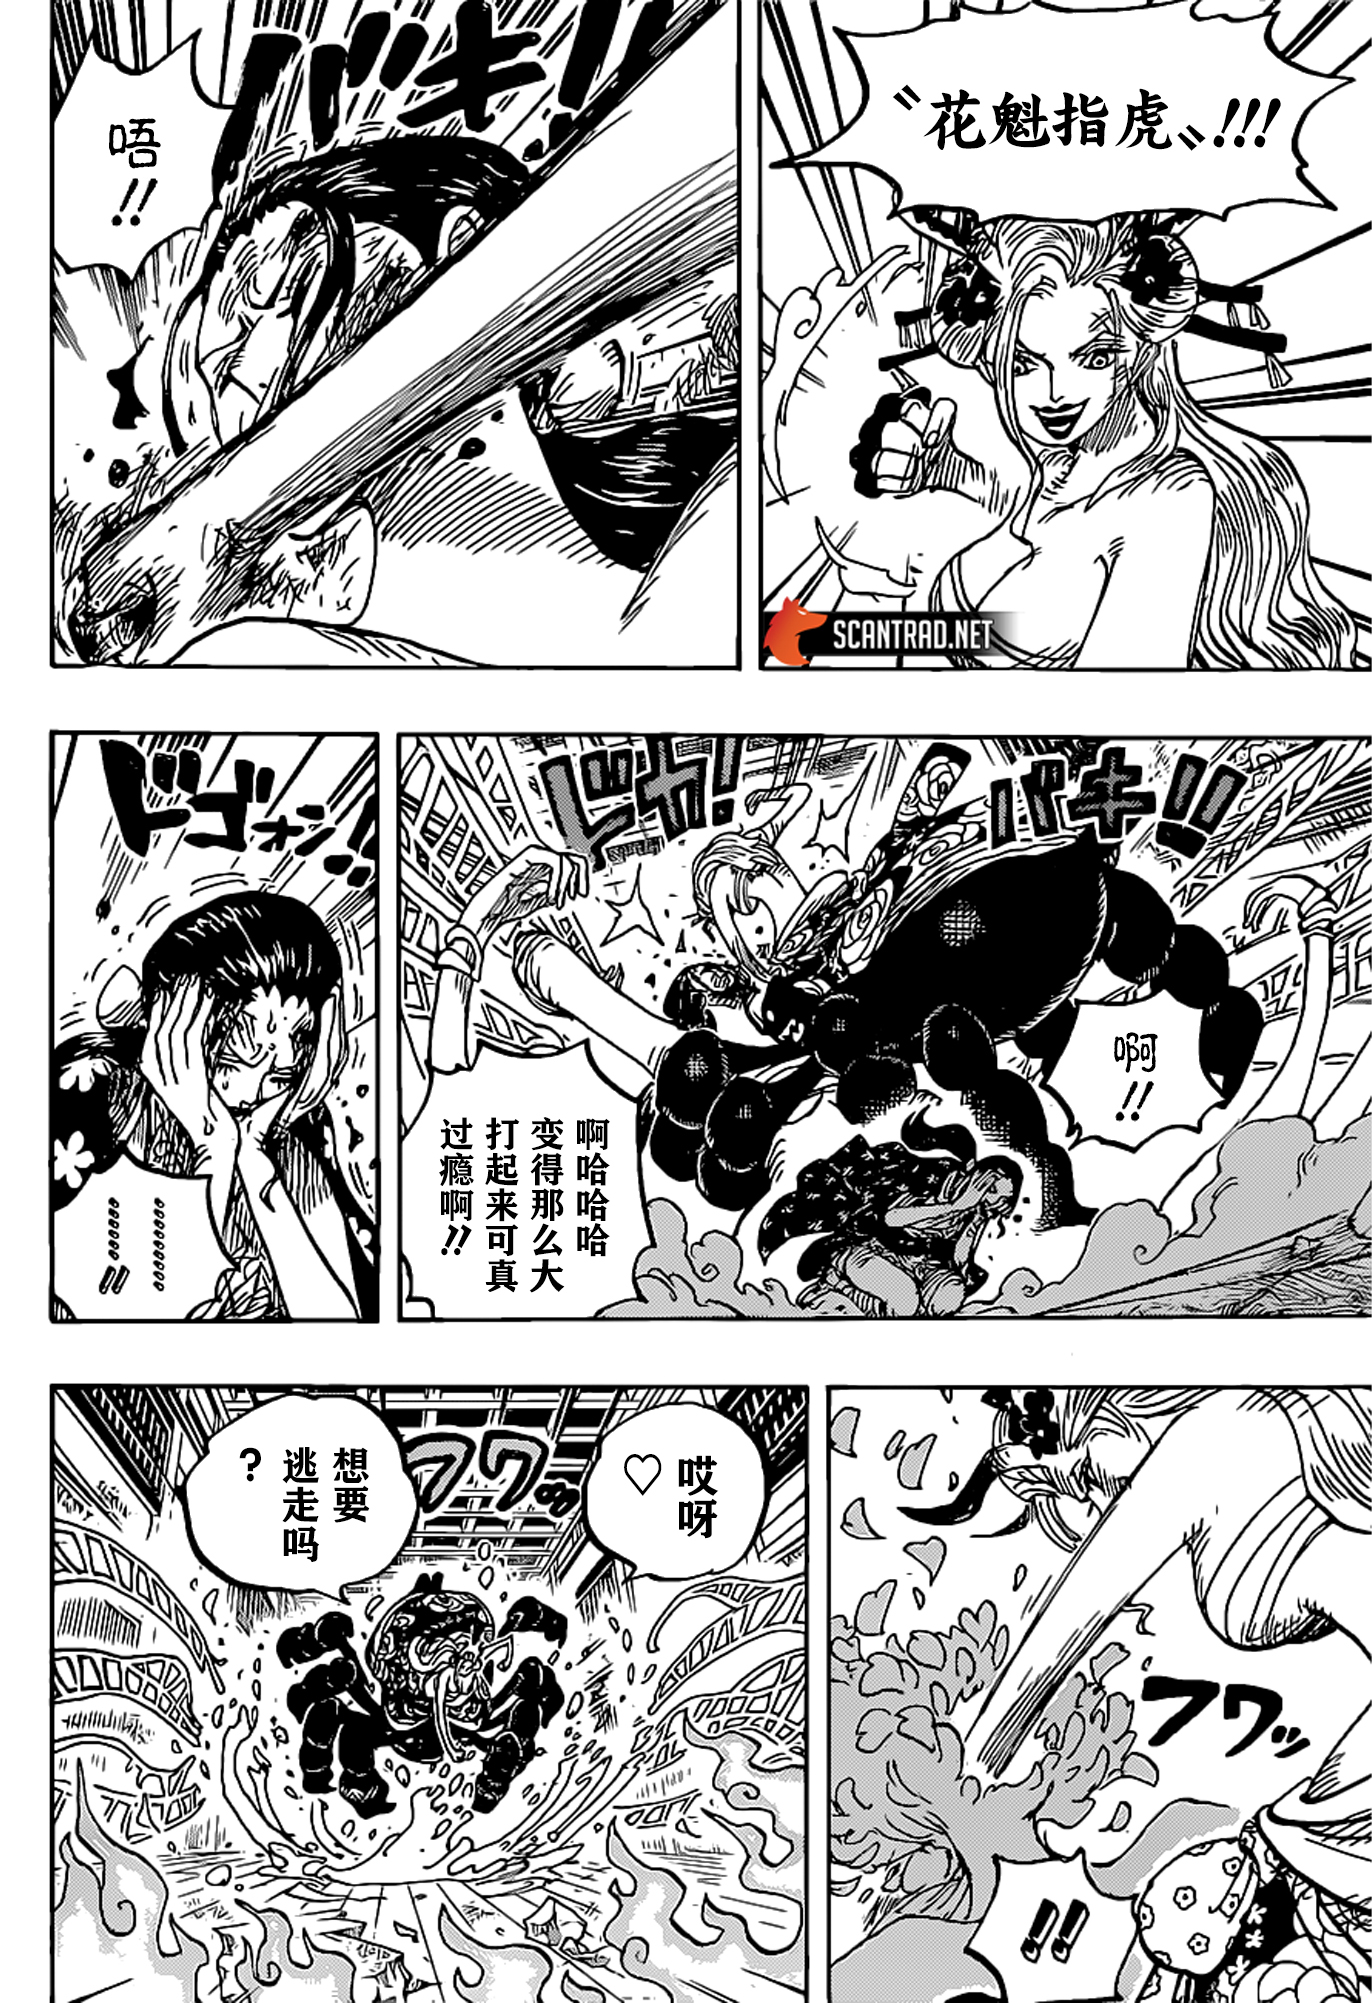 〝花魁指虎〟!!!
SCANTRAD.NET
バキ!!
唔!!
ドカ!
バキ!!
啊!!
啊哈哈哈
变得那么大
打起来可真
过瘾啊!!
ドゴォン!!
………
……!!
フワッ
!!
哎呀
♡
フワッ
想要
逃走吗
?